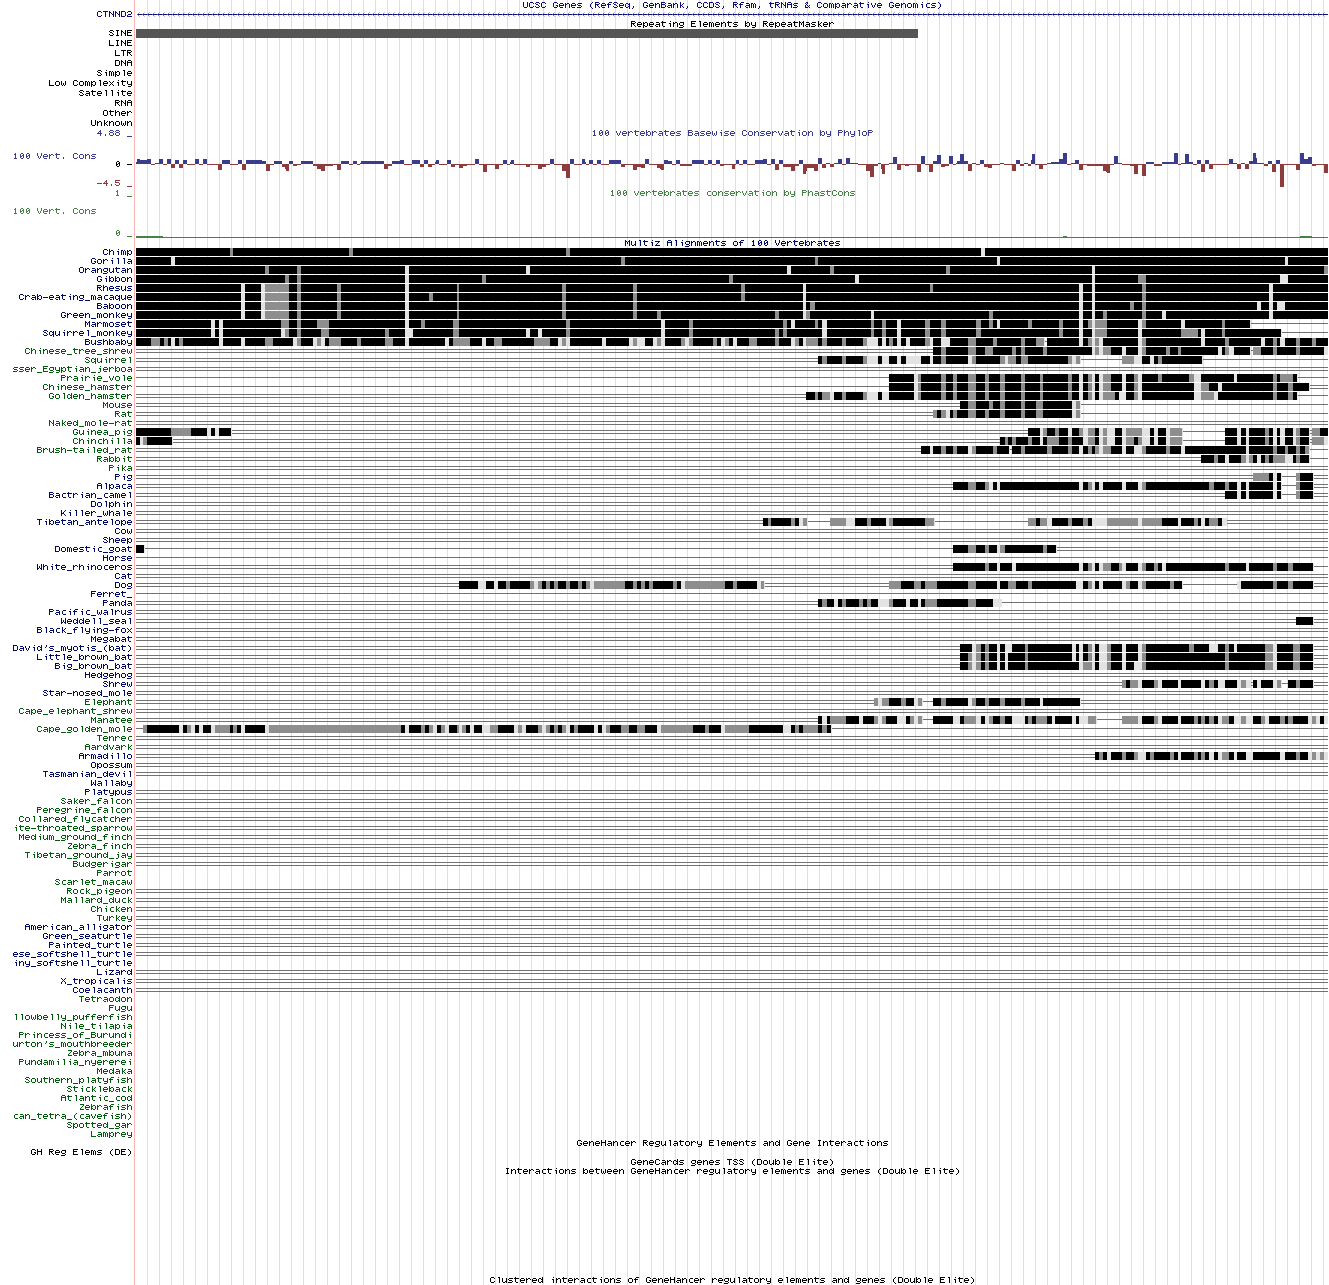 UCSC Genes (RefSeq, GenBank, CCDS, Rfam, tRNAs & Comparative Genomics)
CTNND2
Repeating Elements by RepeatMasker
SINE
LINE
LTR
DNA
Simple
Low Complexity
Satellite
RNA
Other
Unknown
4.88 _
100 vertebrates Basewise Conservation by PhyloP
100 Vert. Cons
0 _
-4.5 _
100 vertebrates conservation by PhastCons
1 _
100 Vert. Cons
0 _
Multiz Alignments of 100 Vertebrates
Chimp
Gorilla
Orangutan
Gibbon
Rhesus
Crab-eating_macaque
Baboon
Green_monkey
Marmoset
Squirrel_monkey
Bushbaby
Chinese_tree_shrew
Squirrel
sser_Egyptian_jerboa
Prairie_vole
Chinese_hamster
Golden_hamster
Mouse
Rat
Naked_mole-rat
Guinea_pig
Chinchilla
Brush-tailed_rat
Rabbit
Pika
Pig
Alpaca
Bactrian_camel
Dolphin
Killer_whale
Tibetan_antelope
Cow
Sheep
Domestic_goat
Horse
White_rhinoceros
Cat
Dog
Ferret_
Panda
Pacific_walrus
Weddell_seal
Black_flying-fox
Megabat
David's_myotis_(bat)
Little_brown_bat
Big_brown_bat
Hedgehog
Shrew
Star-nosed_mole
Elephant
Cape_elephant_shrew
Manatee
Cape_golden_mole
Tenrec
Aardvark
Armadillo
Opossum
Tasmanian_devil
Wallaby
Platypus
Saker_falcon
Peregrine_falcon
Collared_flycatcher
ite-throated_sparrow
Medium_ground_finch
Zebra_finch
Tibetan_ground_jay
Budgerigar
Parrot
Scarlet_macaw
Rock_pigeon
Mallard_duck
Chicken
Turkey
American_alligator
Green_seaturtle
Painted_turtle
ese_softshell_turtle
iny_softshell_turtle
Lizard
X_tropicalis
Coelacanth
Tetraodon
Fugu
llowbelly_pufferfish
Nile_tilapia
Princess_of_Burundi
urton's_mouthbreeder
Zebra_mbuna
Pundamilia_nyererei
Medaka
Southern_platyfish
Stickleback
Atlantic_cod
Zebrafish
can_tetra_(cavefish)
Spotted_gar
Lamprey
GeneHancer Regulatory Elements and Gene Interactions
GH Reg Elems (DE)
GeneCards genes TSS (Double Elite)
Interactions between GeneHancer regulatory elements and genes (Double Elite)
Clustered interactions of GeneHancer regulatory elements and genes (Double Elite)